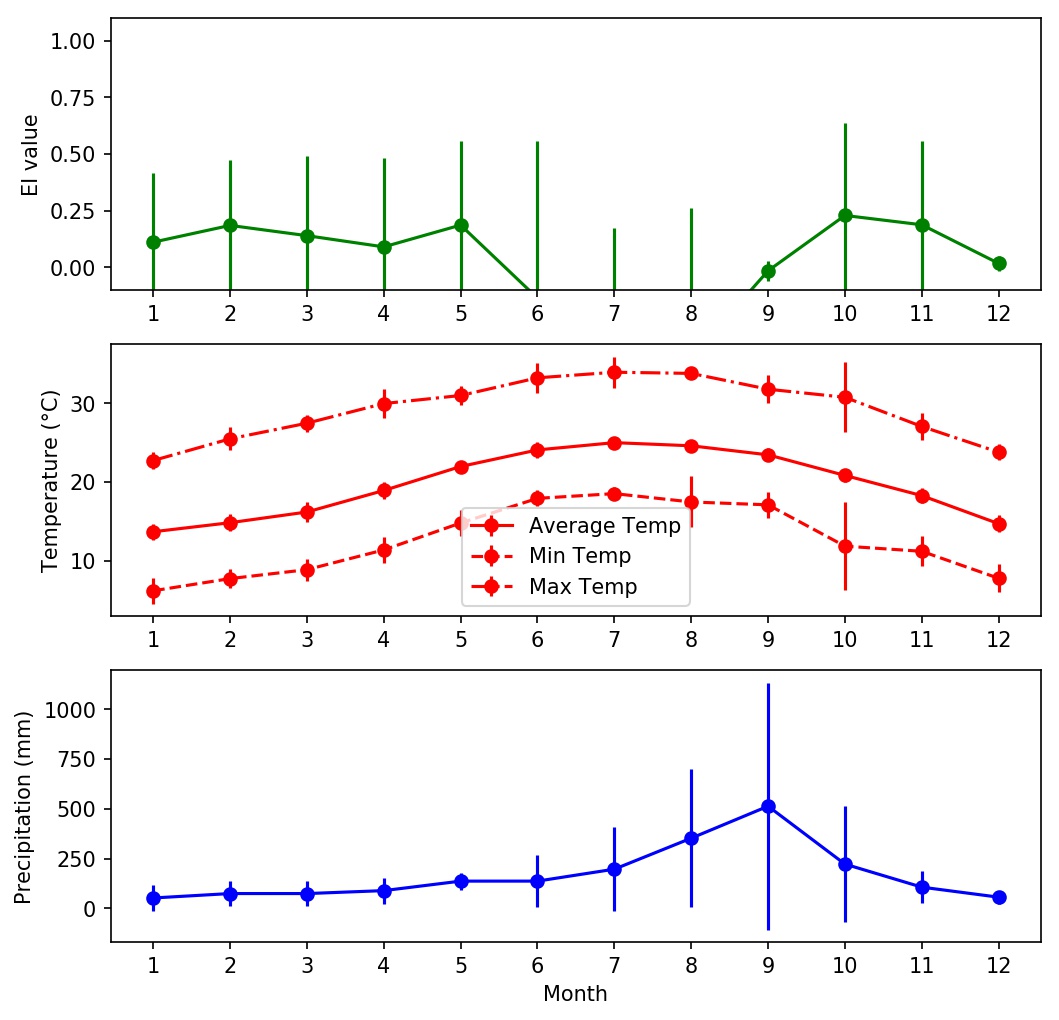 EI value
1.00
0.75
0.50
0.25
0.00
1 2 3 4 5 6 7 8 9 10 11 12
Temperature (°C)
30
20
10
Average Temp
Min Temp
Max Temp
1 2 3 4 5 6 7 8 9 10 11 12
Precipitation (mm)
1000
750
500
250
0
1 2 3 4 5 6 7 8 9 10 11 12
Month